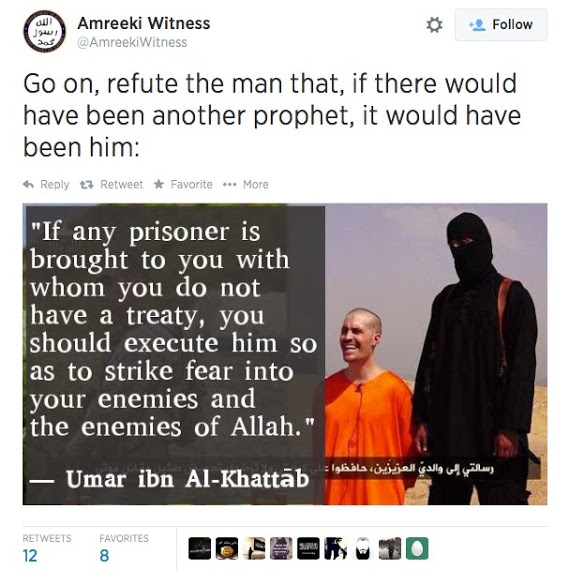 Amreeki Witness
@AmreekiWitness
Follow
Go on, refute the man that, if there would
have been another prophet, it would have
been him:
Reply Retweet Favorite More
"If any prisoner is
brought to you with
whom you do not
have a treaty, you
should execute him so
as to strike fear into
your enemies and
the enemies of Allah."
— Umar ibn Al-Khattāb
رسالتي إلى والديّ العزيزين، حافظوا
RETWEETS FAVORITES
12 8